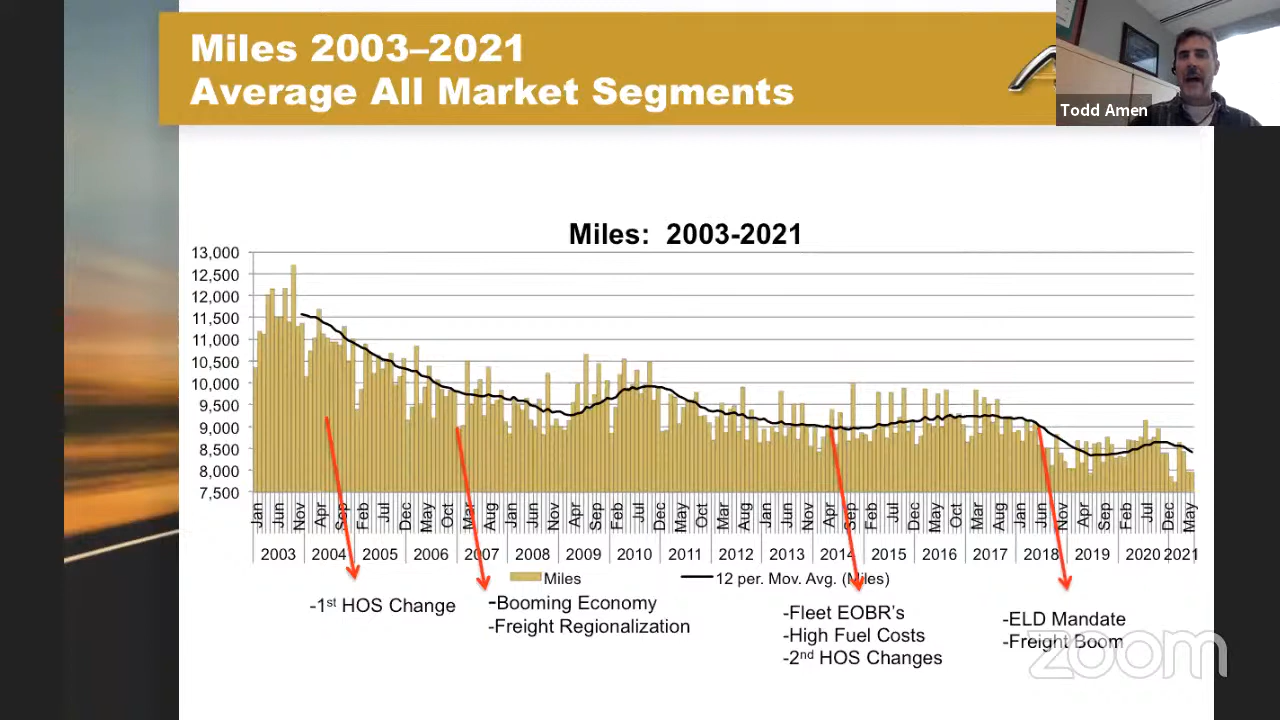 Miles 2003–2021
Average All Market Segments
Todd Amen
Miles: 2003-2021
13,000
12,500
12,000
11,500
11,000
10,500
10,000
9,500
9,000
8,500
8,000
7,500
Jan Jun Nov Apr Sep Feb Jul Dec May Oct Mar Aug Jan Jun Nov Apr Sep Feb Jul Dec May Oct Mar Aug Jan Jun Nov Apr Sep Feb Jul Dec May Oct Mar Aug Jan Jun Nov Apr Sep Feb Jul Dec May
2003 2004 2005 2006 2007 2008 2009 2010 2011 2012 2013 2014 2015 2016 2017 2018 2019 2020 2021
Miles 12 per. Mov. Avg. (Miles)
-1st HOS Change
-Booming Economy
-Freight Regionalization
-Fleet EOBR's
-High Fuel Costs
-2nd HOS Changes
-ELD Mandate
-Freight Boom
zoom